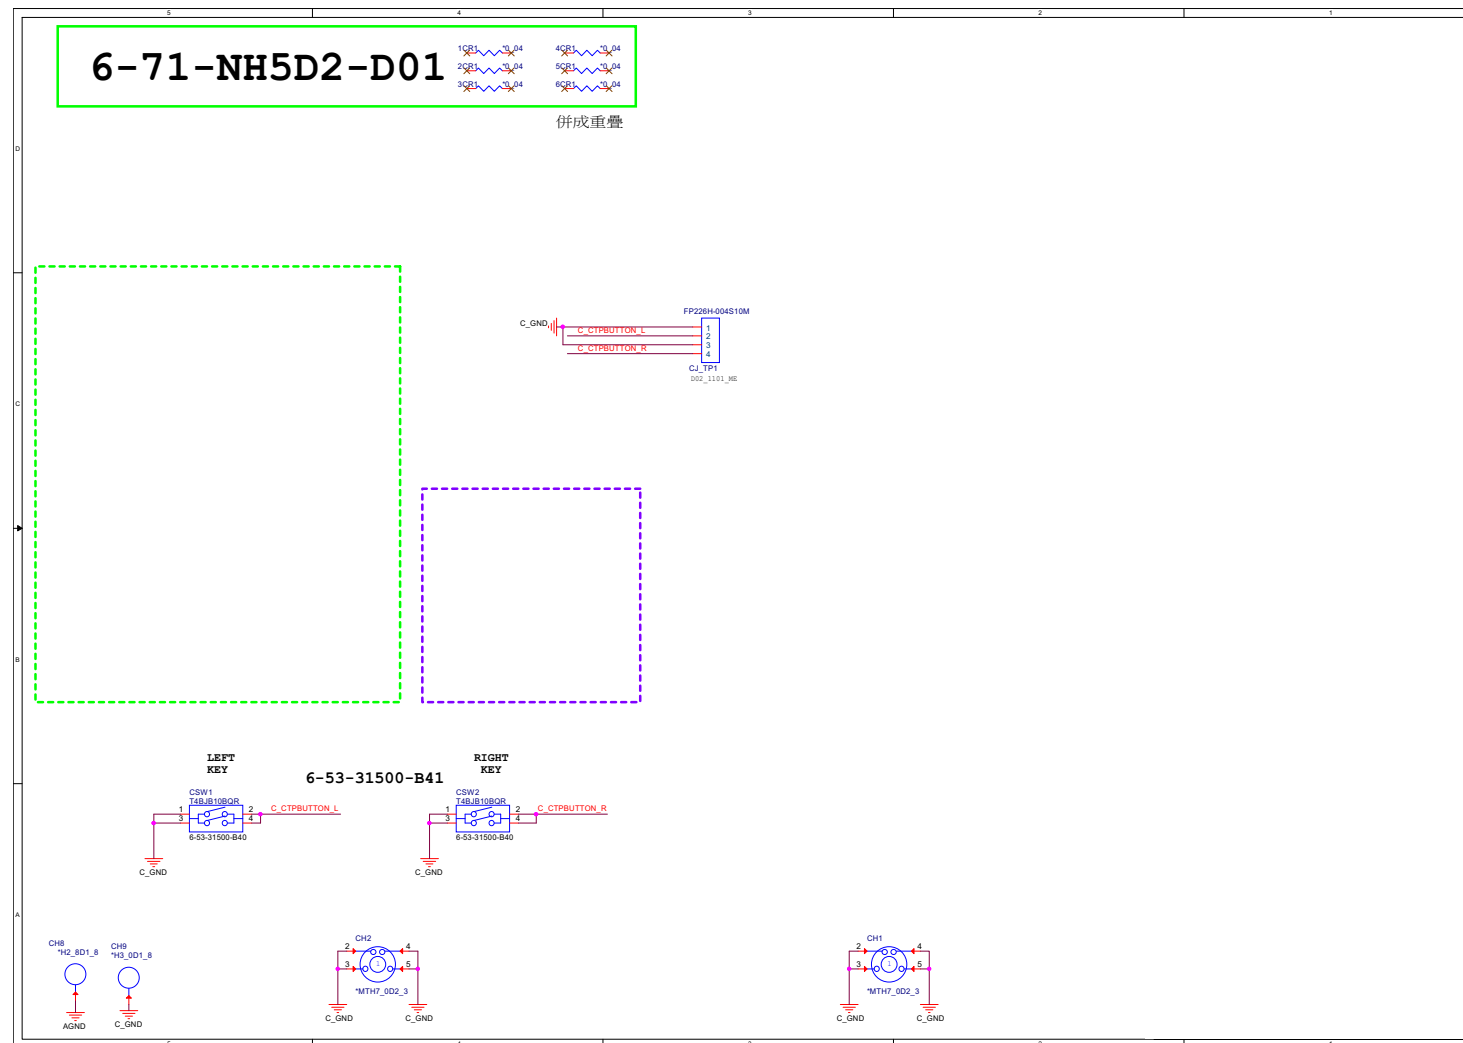 5 4 3 2 1
6-71-NH5D2-D01
1CR1 *0_04 4CR1 *0_04
2CR1 *0_04 5CR1 *0_04
3CR1 *0_04 6CR1 *0_04
併成重疊
D
FP226H-004S10M
C_GND
1
C_CTPBUTTON_L 2
3
C_CTPBUTTON_R 4
CJ_TP1
D02_1101_ME
C
B
LEFT
KEY
RIGHT
KEY
6-53-31500-B41
CSW1
T4BJB10BQR
1 2 C_CTPBUTTON_L
3 4
6-53-31500-B40
C_GND
CSW2
T4BJB10BQR
1 2 C_CTPBUTTON_R
3 4
6-53-31500-B40
C_GND
A
CH8
*H2_8D1_8
AGND
CH9
*H3_0D1_8
C_GND
CH2
2 4
3 1 5
*MTH7_0D2_3
C_GND C_GND
CH1
2 4
3 1 5
*MTH7_0D2_3
C_GND C_GND